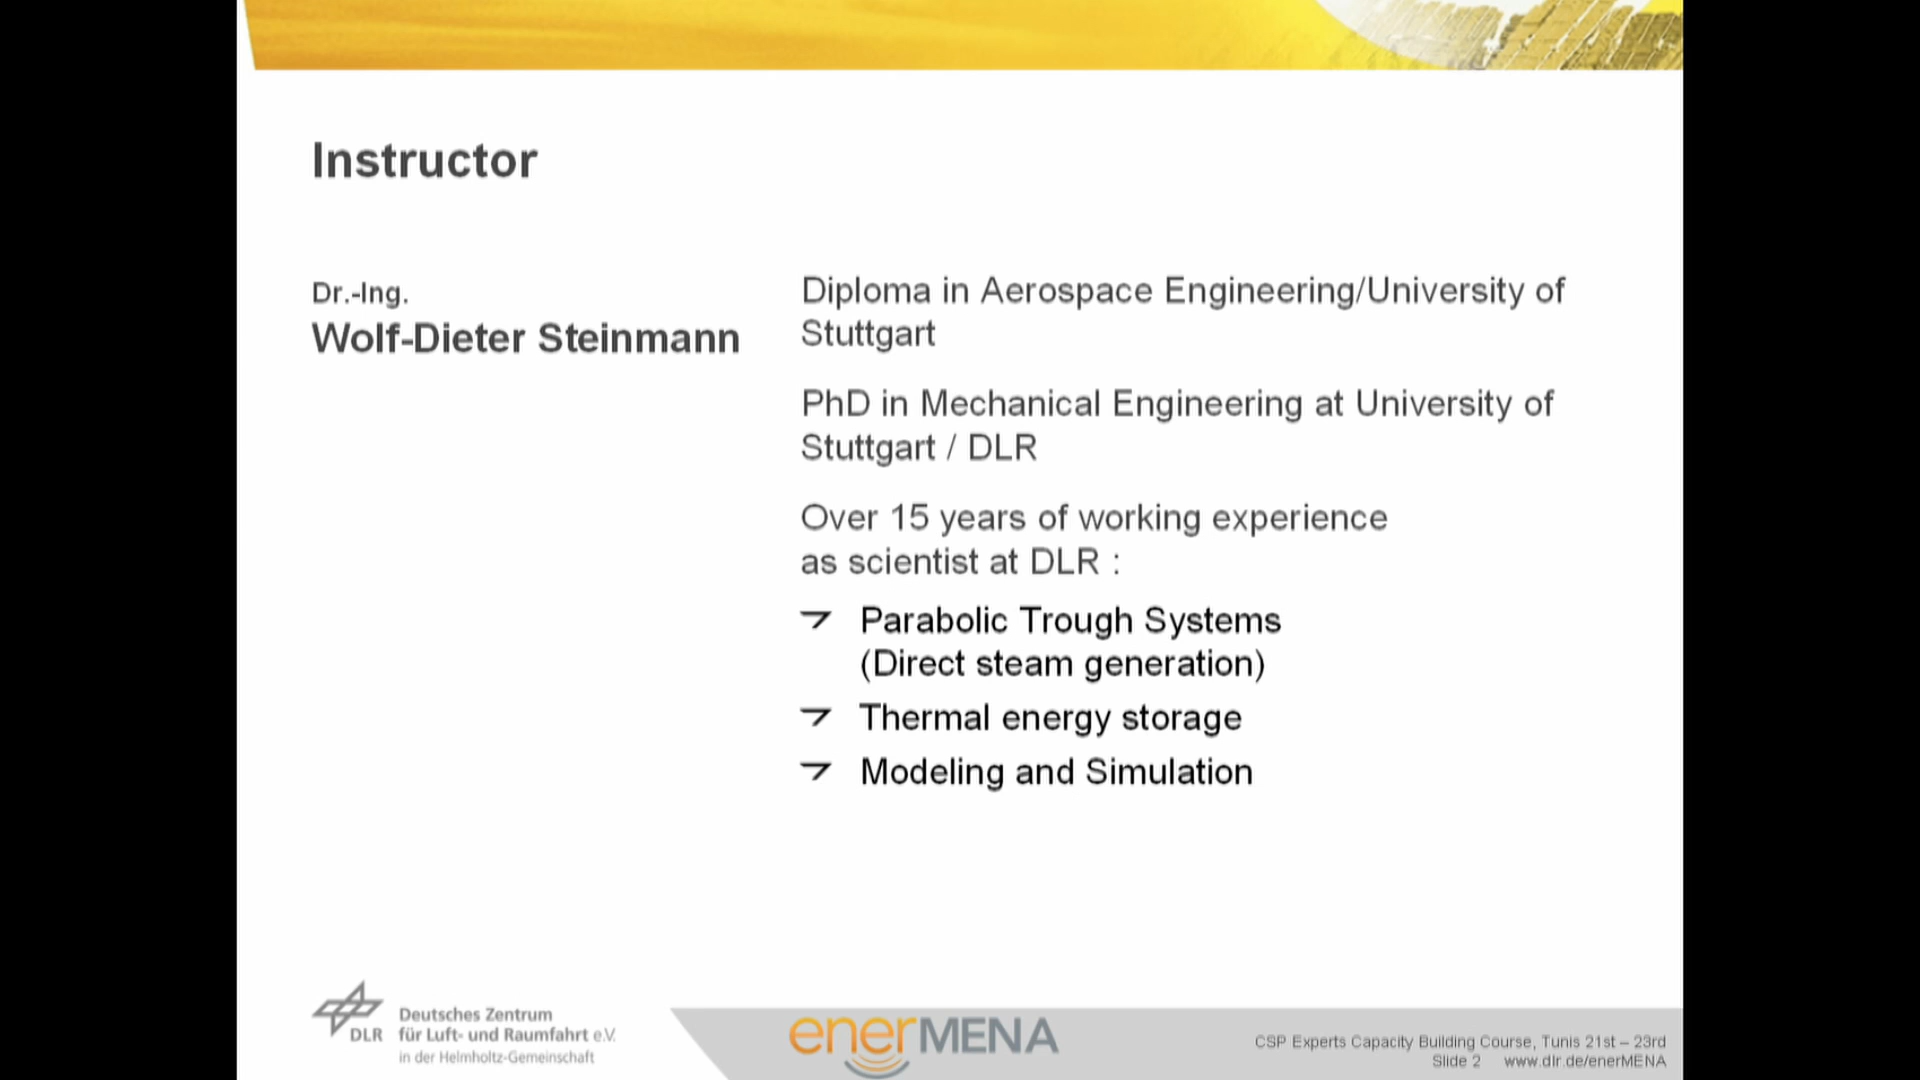 Instructor
Dr.-Ing.
Wolf-Dieter Steinmann
Diploma in Aerospace Engineering/University of
Stuttgart
PhD in Mechanical Engineering at University of
Stuttgart / DLR
Over 15 years of working experience
as scientist at DLR :
Parabolic Trough Systems
(Direct steam generation)
Thermal energy storage
Modeling and Simulation
DLR
Deutsches Zentrum
für Luft- und Raumfahrt e.V.
in der Helmholtz-Gemeinschaft
enerMENA
CSP Experts Capacity Building Course, Tunis 21st – 23rd
Slide 2 www.dlr.de/enerMENA